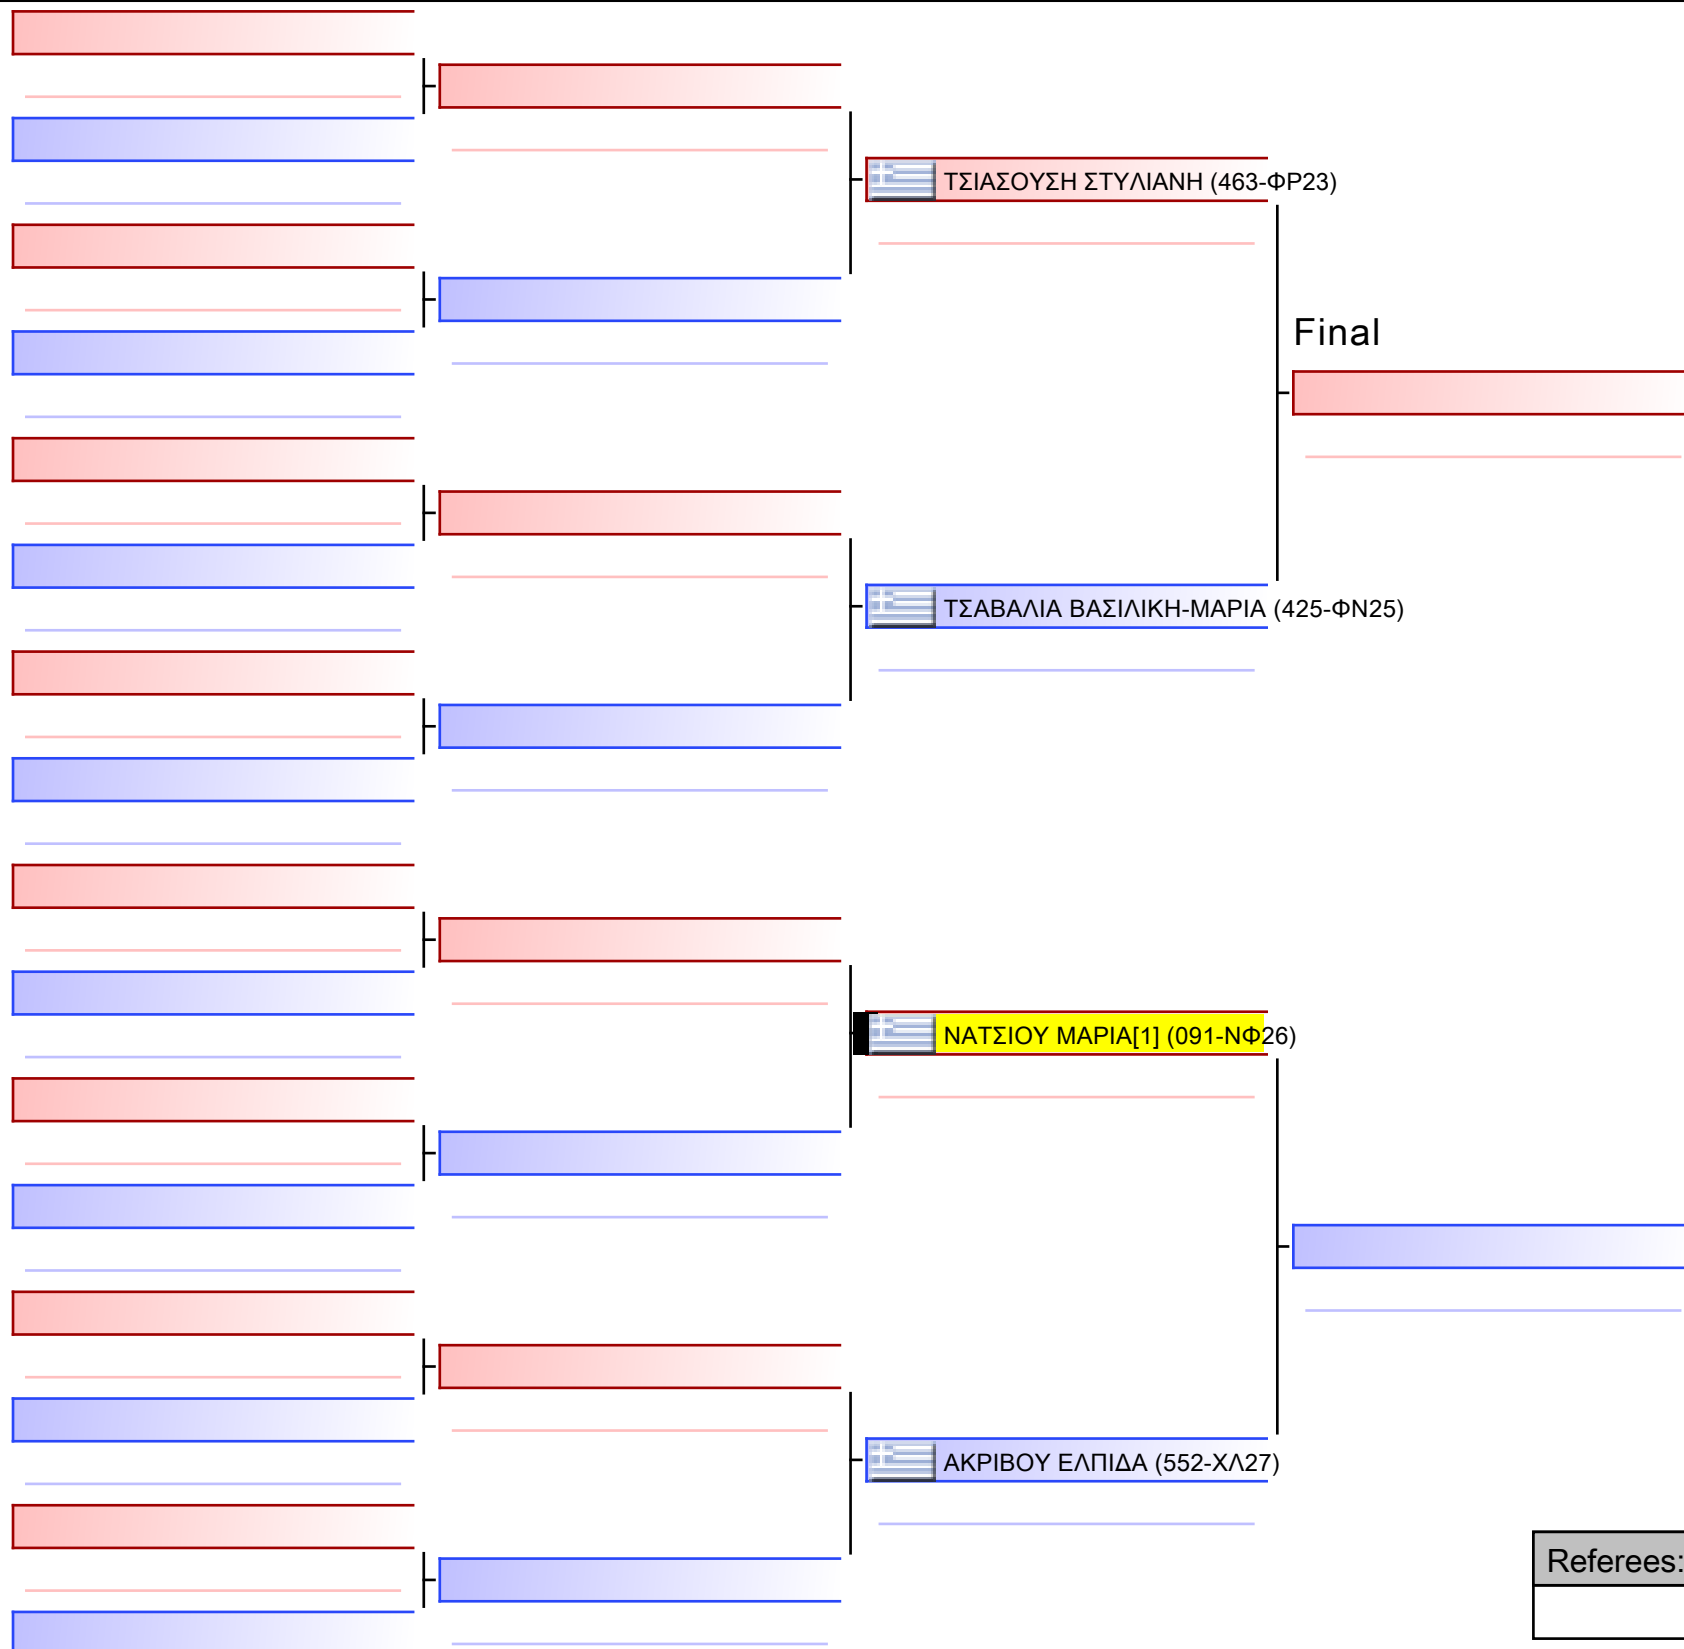 ΤΣΙΑΣΟΥΣΗ ΣΤΥΛΙΑΝΗ (463-ΦΡ23)
Final
ΤΣΑΒΑΛΙΑ ΒΑΣΙΛΙΚΗ-ΜΑΡΙΑ (425-ΦΝ25)
ΝΑΤΣΙΟΥ ΜΑΡΙΑ[1] (091-ΝΦ26)
ΑΚΡΙΒΟΥ ΕΛΠΙΔΑ (552-ΧΛ27)
Referees: